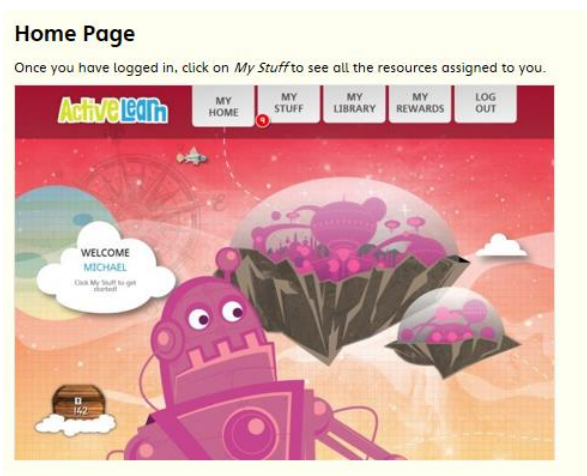 Home Page
Once you have logged in, click on My Stuff to see all the resources assigned to you.
ActiveLearn
MY HOME
MY STUFF
MY LIBRARY
MY REWARDS
LOG OUT
9
WELCOME
MICHAEL
Click My Stuff to get
started!
142